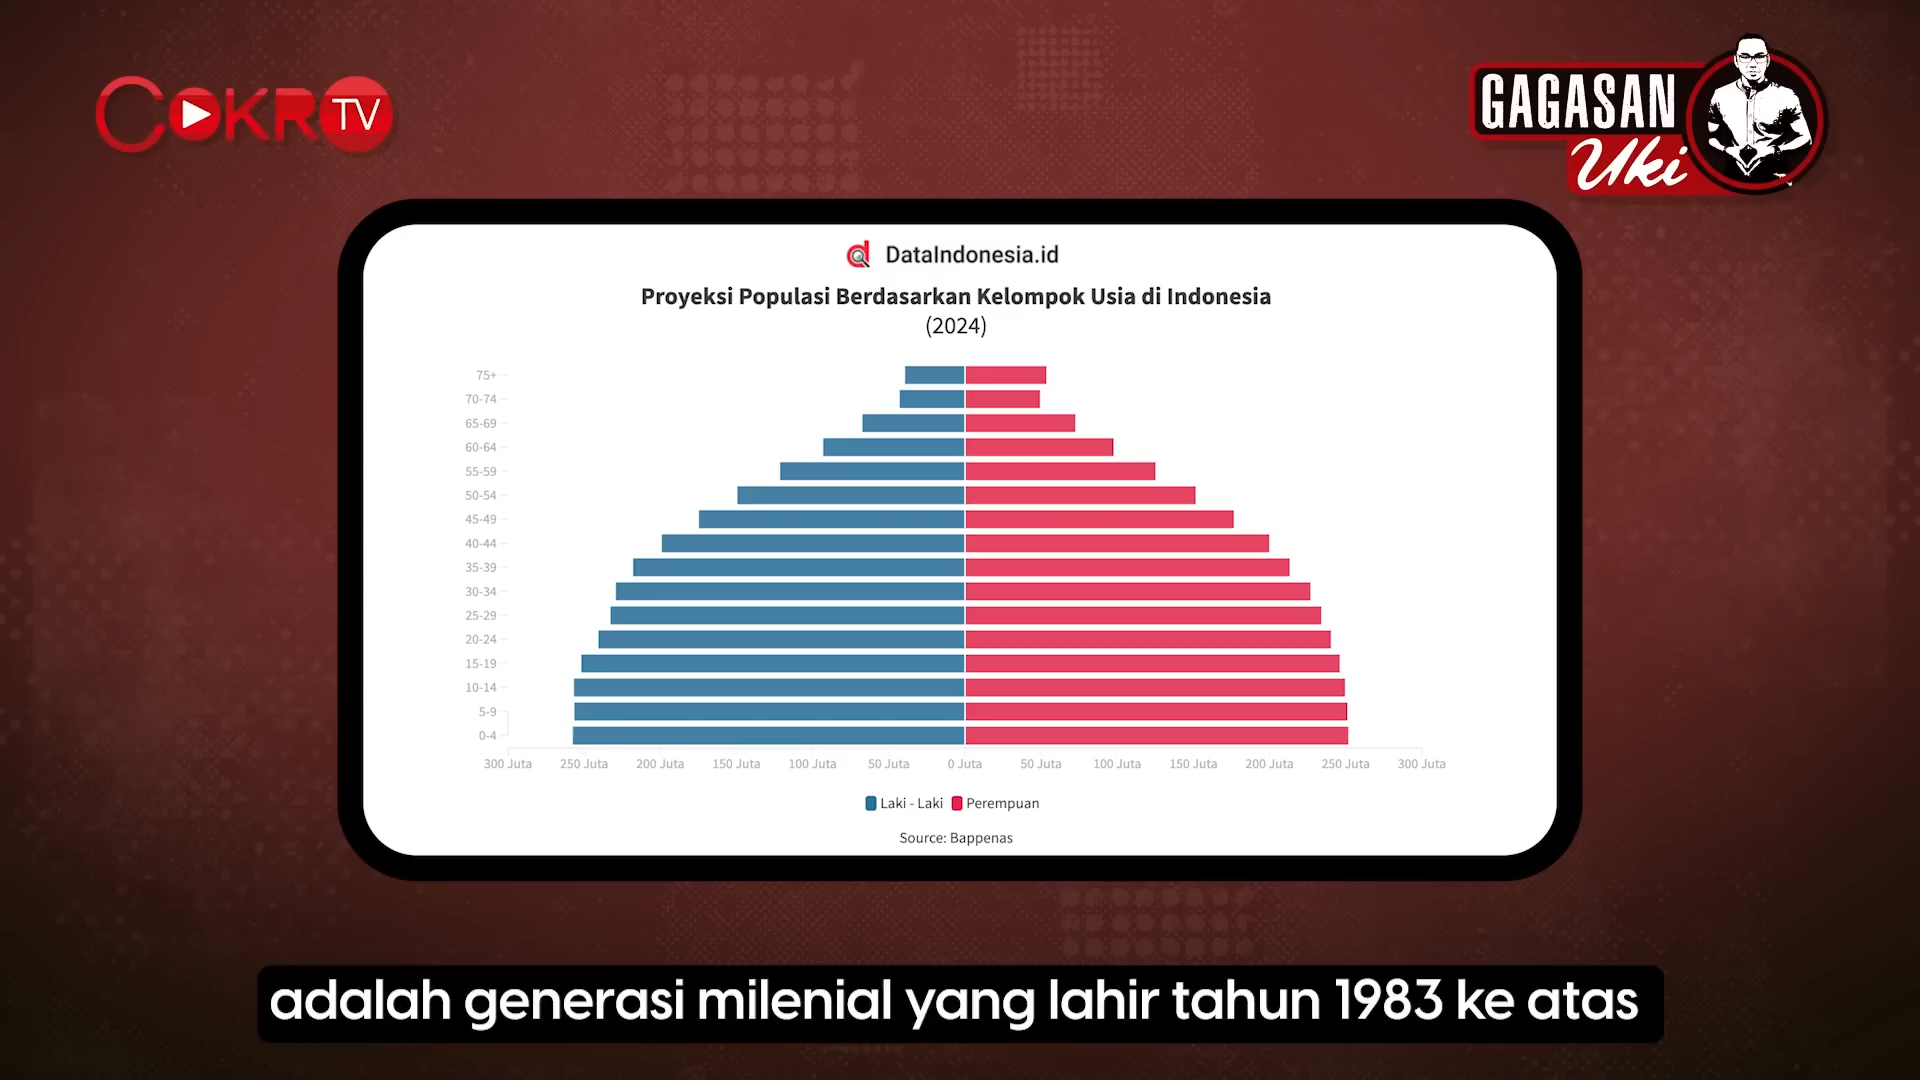 COKRO TV
GAGASAN
Uki
DataIndonesia.id
Proyeksi Populasi Berdasarkan Kelompok Usia di Indonesia
(2024)
75+
70-74
65-69
60-64
55-59
50-54
45-49
40-44
35-39
30-34
25-29
20-24
15-19
10-14
5-9
0-4
300 Juta 250 Juta 200 Juta 150 Juta 100 Juta 50 Juta 0 Juta 50 Juta 100 Juta 150 Juta 200 Juta 250 Juta 300 Juta
Laki - Laki Perempuan
Source: Bappenas
adalah generasi milenial yang lahir tahun 1983 ke atas